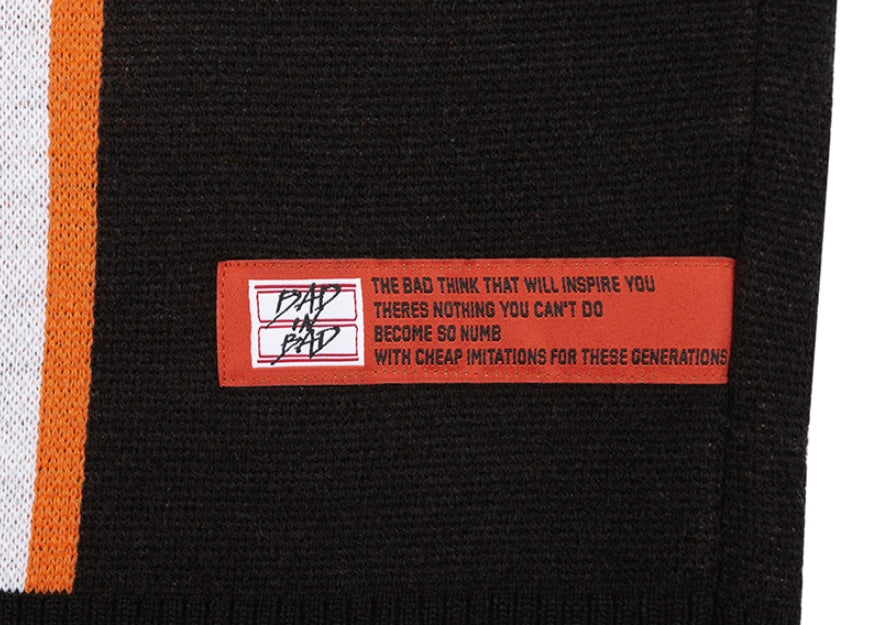 BAD
IN
BAD
THE BAD THINK THAT WILL INSPIRE YOU
THERES NOTHING YOU CAN"T DO
BECOME SO NUMB
WITH CHEAP IMITATIONS FOR THESE GENERATIONS